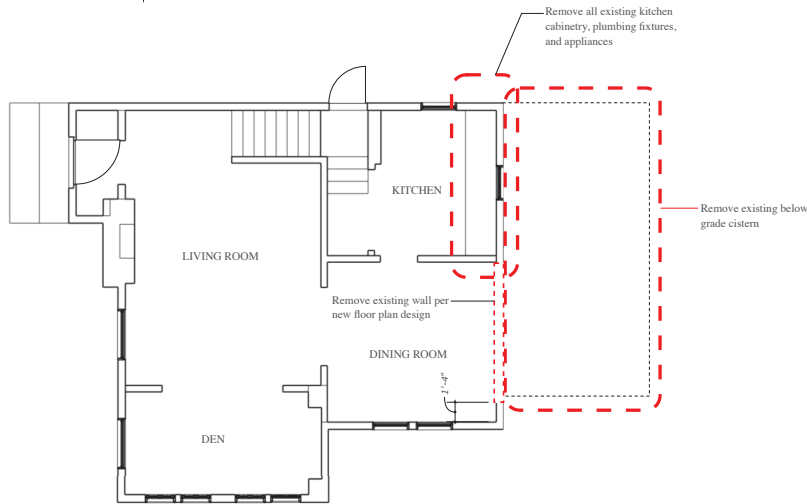 Remove all existing kitchen
cabinetry, plumbing fixtures,
and appliances
KITCHEN
Remove existing below
grade cistern
LIVING ROOM
Remove existing wall per
new floor plan design
DINING ROOM
1'-4"
DEN